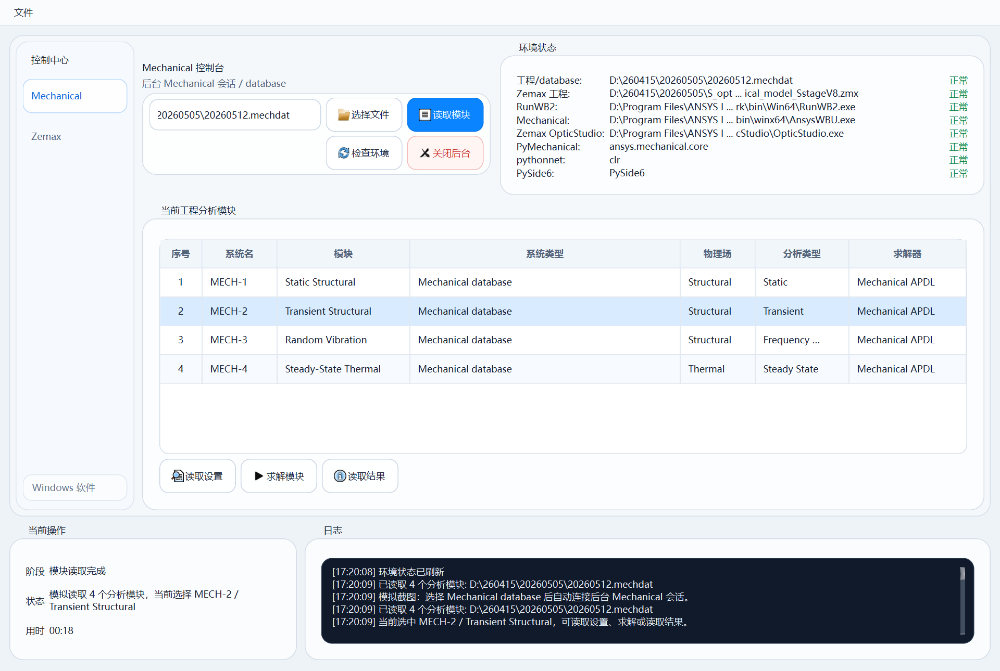 文件
控制中心
Mechanical
Zemax
Windows 软件
Mechanical 控制台
后台 Mechanical 会话 / database
20260505\20260512.mechdat
选择文件
读取模块
检查环境
关闭后台
环境状态
工程/database: D:\260415\20260505\20260512.mechdat 正常
Zemax 工程: D:\260415\20260505\S_opt ... ical_model_SstageV8.zmx 正常
RunWB2: D:\Program Files\ANSYS I ... rk\bin\Win64\RunWB2.exe 正常
Mechanical: D:\Program Files\ANSYS I ... bin\winx64\AnsysWBU.exe 正常
Zemax OpticStudio: D:\Program Files\ANSYS I ... cStudio\OpticStudio.exe 正常
PyMechanical: ansys.mechanical.core 正常
pythonnet: clr 正常
PySide6: PySide6 正常
当前工程分析模块
序号 系统名 模块 系统类型 物理场 分析类型 求解器
1 MECH-1 Static Structural Mechanical database Structural Static Mechanical APDL
2 MECH-2 Transient Structural Mechanical database Structural Transient Mechanical APDL
3 MECH-3 Random Vibration Mechanical database Structural Frequency ... Mechanical APDL
4 MECH-4 Steady-State Thermal Mechanical database Thermal Steady State Mechanical APDL
读取设置
求解模块
读取结果
当前操作
阶段 模块读取完成
状态 模拟读取 4 个分析模块，当前选择 MECH-2 /
Transient Structural
用时 00:18
日志
[17:20:08] 环境状态已刷新
[17:20:09] 已读取 4 个分析模块: D:\260415\20260505\20260512.mechdat
[17:20:09] 模拟截图：选择 Mechanical database 后自动连接后台 Mechanical 会话。
[17:20:09] 已读取 4 个分析模块: D:\260415\20260505\20260512.mechdat
[17:20:09] 当前选中 MECH-2 / Transient Structural，可读取设置、求解或读取结果。